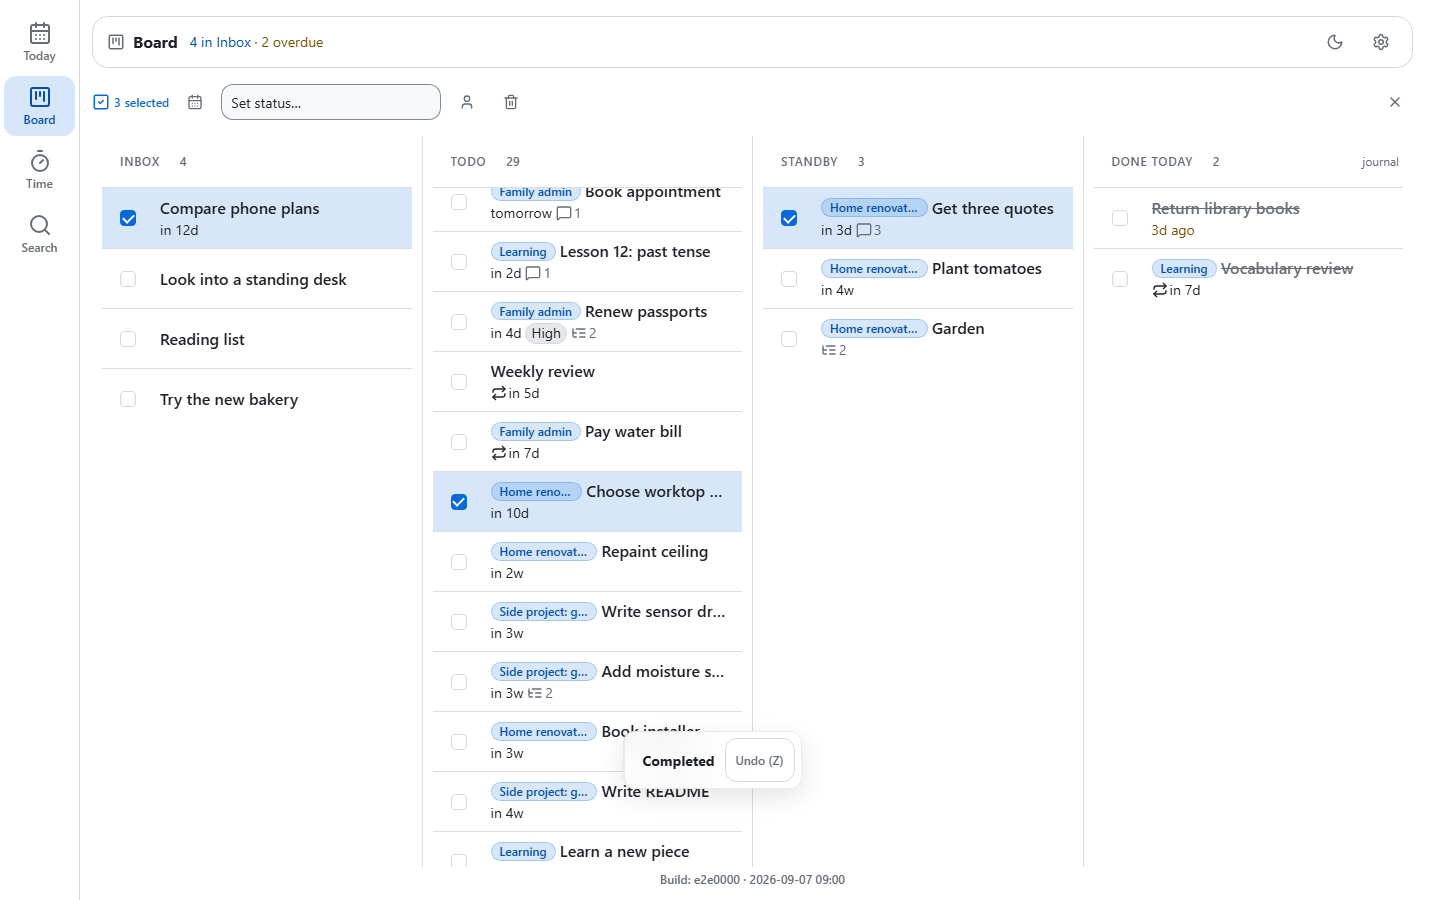 Today
Board
Time
Search
Board 4 in Inbox · 2 overdue
3 selected
Set status...
INBOX 4
Compare phone plans
in 12d
Look into a standing desk
Reading list
Try the new bakery
TODO 29
Family admin Book appointment
tomorrow 1
Learning Lesson 12: past tense
in 2d 1
Family admin Renew passports
in 4d High 2
Weekly review
in 5d
Family admin Pay water bill
in 7d
Home reno... Choose worktop ...
in 10d
Home renovat... Repaint ceiling
in 2w
Side project: g... Write sensor dr...
in 3w
Side project: g... Add moisture s...
in 3w 2
Home renovat... Book installer
in 3w
Side project: g... Write README
in 4w
Learning Learn a new piece
STANDBY 3
Home renovat... Get three quotes
in 3d 3
Home renovat... Plant tomatoes
in 4w
Home renovat... Garden
2
DONE TODAY 2 journal
Return library books
3d ago
Learning Vocabulary review
in 7d
Completed Undo (Z)
Build: e2e0000 · 2026-09-07 09:00